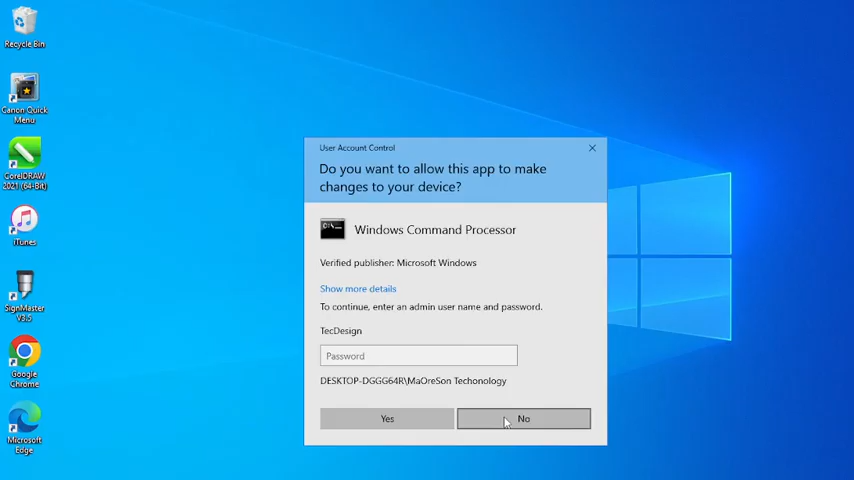 Recycle Bin
Canon Quick
Menu
CorelDRAW
2021 (64-Bit)
iTunes
SignMaster
V3.5
Google
Chrome
Microsoft
Edge
User Account Control
Do you want to allow this app to make
changes to your device?
C:\_
Windows Command Processor
Verified publisher: Microsoft Windows
Show more details
To continue, enter an admin user name and password.
TecDesign
Password
DESKTOP-DGGG64R\MaOreSon Techonology
Yes
No